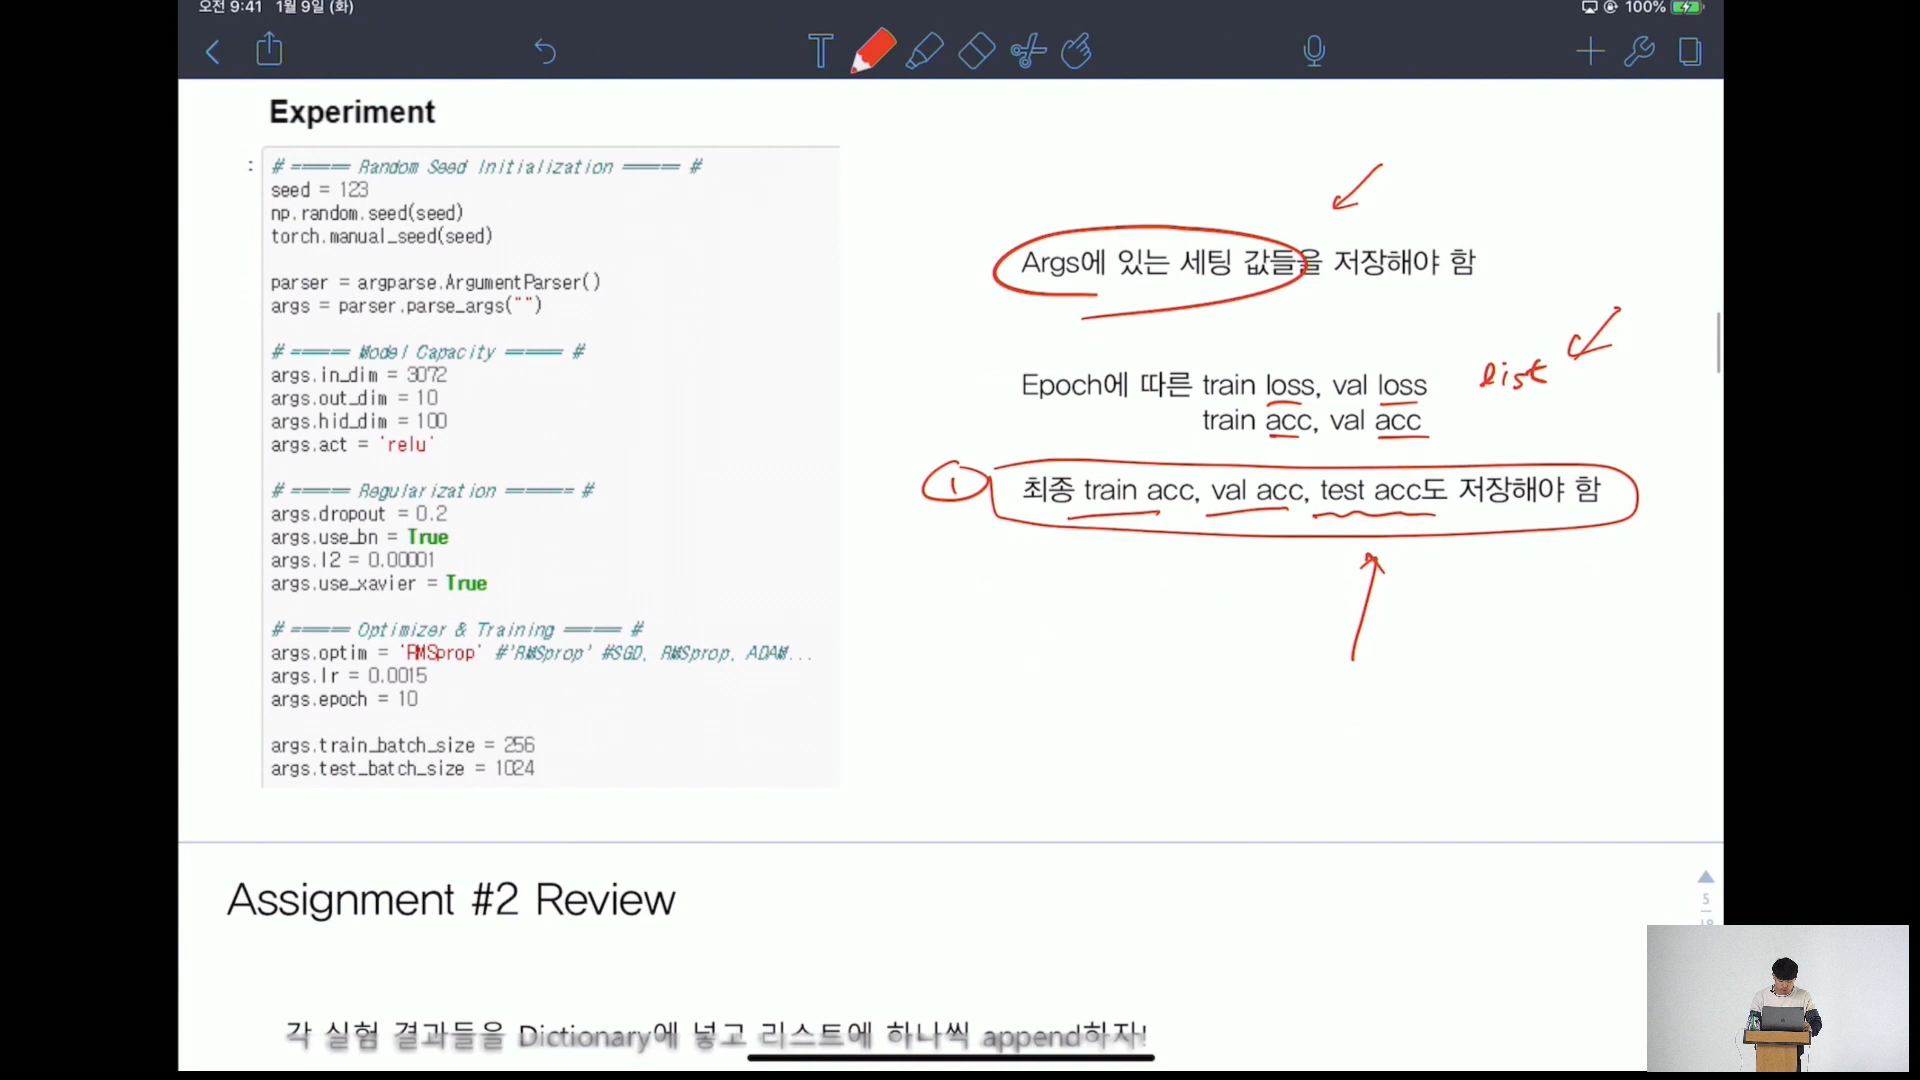 오전 9:41 1월 9일 (화)
100%
T
Experiment
:
# ===== Random Seed Initialization ===== #
seed = 123
np.random.seed(seed)
torch.manual_seed(seed)
parser = argparse.ArgumentParser()
args = parser.parse_args("")
# ===== Model Capacity ===== #
args.in_dim = 3072
args.out_dim = 10
args.hid_dim = 100
args.act = 'relu'
# ===== Regularization ====== #
args.dropout = 0.2
args.use_bn = True
args.l2 = 0.00001
args.use_xavier = True
# ===== Optimizer & Training ===== #
args.optim = 'RMSprop' #'RMSprop' #SGD, RMSprop, ADAM...
args.lr = 0.0015
args.epoch = 10
args.train_batch_size = 256
args.test_batch_size = 1024
Args에 있는 세팅 값들을 저장해야 함
Epoch에 따른 train loss, val loss
list
train acc, val acc
① 최종 train acc, val acc, test acc도 저장해야 함
Assignment #2 Review
5
각 실험 결과들을 Dictionary에 넣고 리스트에 하나씩 append하자!